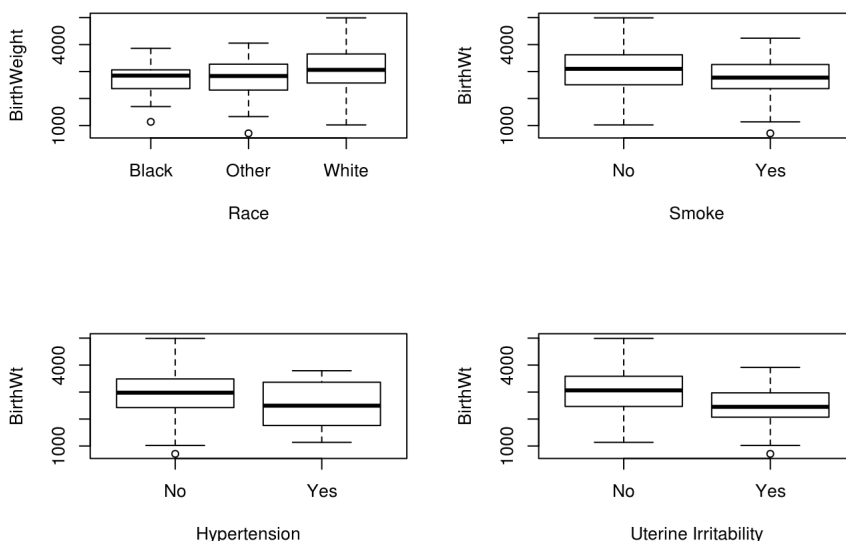 BirthWeight
4000
1000
Black Other White
Race
BirthWt
4000
1000
No Yes
Smoke
BirthWt
4000
1000
No Yes
Hypertension
BirthWt
4000
1000
No Yes
Uterine Irritability